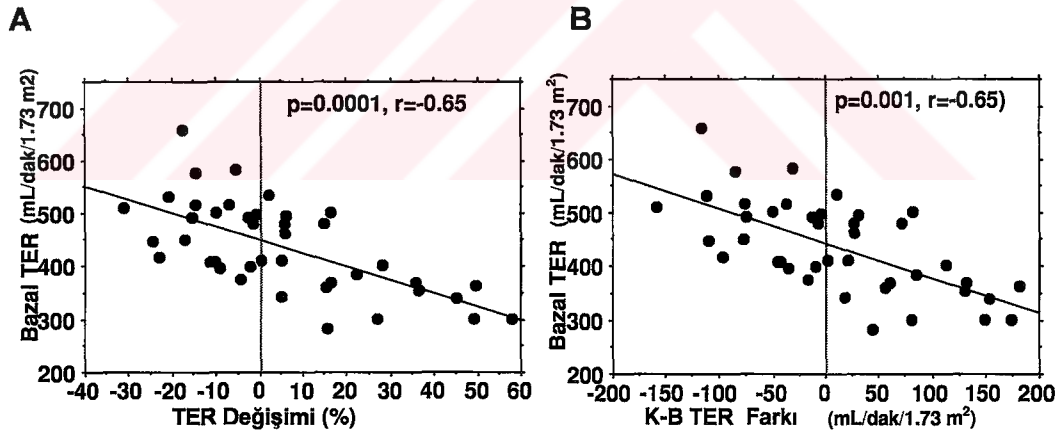 A
Bazal TER (mL/dak/1.73 m2)
700
600
500
400
300
200
p=0.0001, r=-0.65
-40 -30 -20 -10 0 10 20 30 40 50 60
TER Değişimi (%)
B
Bazal TER (mL/dak/1.73 m²)
700
600
500
400
300
200
p=0.001, r=-0.65)
-200 -150 -100 -50 0 50 100 150 200
K-B TER Farkı (mL/dak/1.73 m²)